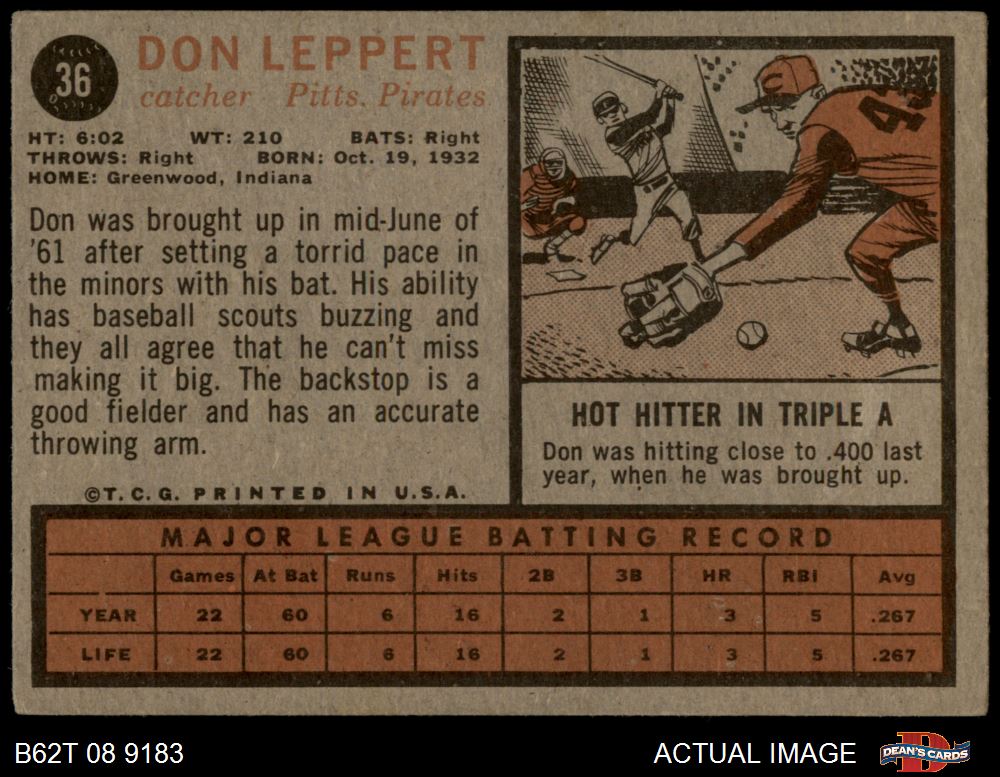 36
DON LEPPERT
catcher Pitts. Pirates
HT: 6:02 WT: 210 BATS: Right
THROWS: Right BORN: Oct. 19, 1932
HOME: Greenwood, Indiana
Don was brought up in mid-June of
'61 after setting a torrid pace in
the minors with his bat. His ability
has baseball scouts buzzing and
they all agree that he can't miss
making it big. The backstop is a
good fielder and has an accurate
throwing arm.
©T.C.G. PRINTED IN U.S.A.
C
4
HOT HITTER IN TRIPLE A
Don was hitting close to .400 last
year, when he was brought up.
MAJOR LEAGUE BATTING RECORD
Games At Bat Runs Hits 2B 3B HR RBI Avg
YEAR 22 60 6 16 2 1 3 5 .267
LIFE 22 60 6 16 2 1 3 5 .267
B62T 08 9183 ACTUAL IMAGE DEAN'S CARDS